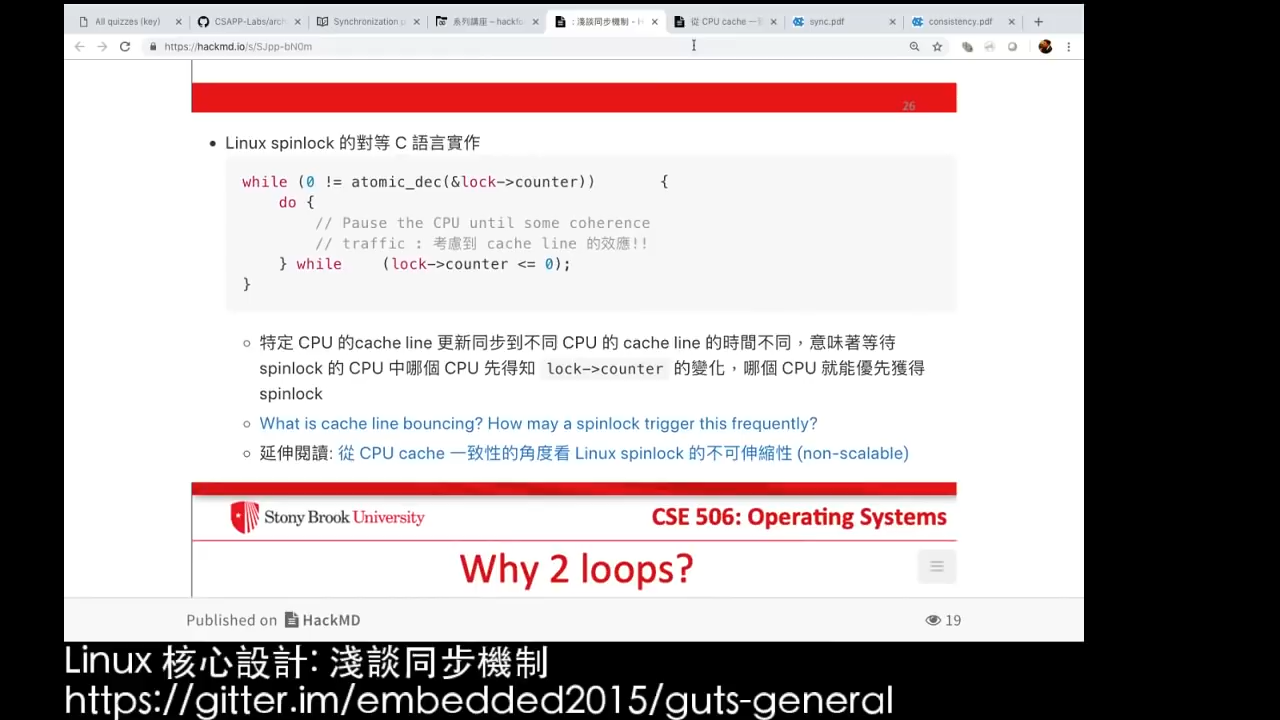 All quizzes (key)
CSAPP-Labs/arch
Synchronization p
系列講座 – hackf
: 淺談同步機制 - H
從 CPU cache 一致
sync.pdf
consistency.pdf
https://hackmd.io/s/SJpp-bN0m
26
Linux spinlock 的對等 C 語言實作
while (0 != atomic_dec(&lock->counter)) {
do {
// Pause the CPU until some coherence
// traffic : 考慮到 cache line 的效應!!
} while (lock->counter <= 0);
}
特定 CPU 的cache line 更新同步到不同 CPU 的 cache line 的時間不同，意味著等待
spinlock 的 CPU 中哪個 CPU 先得知 lock->counter 的變化，哪個 CPU 就能優先獲得
spinlock
What is cache line bouncing? How may a spinlock trigger this frequently?
延伸閱讀: 從 CPU cache 一致性的角度看 Linux spinlock 的不可伸縮性 (non-scalable)
Stony Brook University
CSE 506: Operating Systems
Why 2 loops?
Published on HackMD
19
Linux 核心設計: 淺談同步機制
https://gitter.im/embedded2015/guts-general